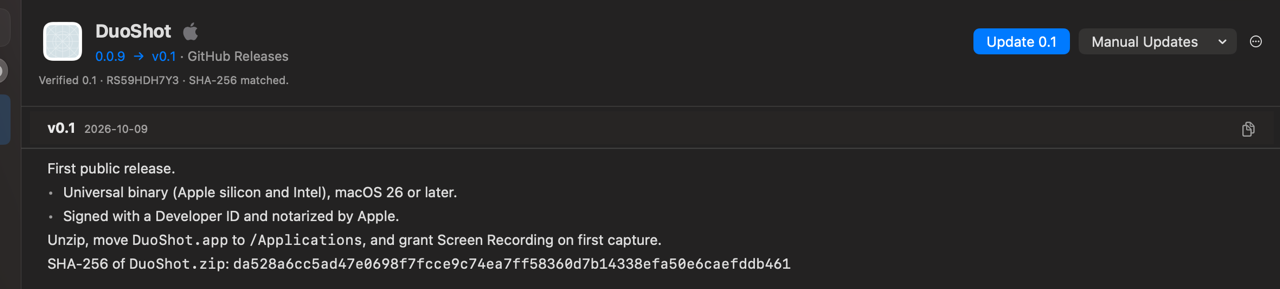 DuoShot
0.0.9 → v0.1 · GitHub Releases
Verified 0.1 · RS59HDH7Y3 · SHA-256 matched.
Update 0.1
Manual Updates
v0.1 2026-10-09
First public release.
• Universal binary (Apple silicon and Intel), macOS 26 or later.
• Signed with a Developer ID and notarized by Apple.
Unzip, move DuoShot.app to /Applications, and grant Screen Recording on first capture.
SHA-256 of DuoShot.zip: da528a6cc5ad47e0698f7fcce9c74ea7ff58360d7b14338efa50e6caefddb461